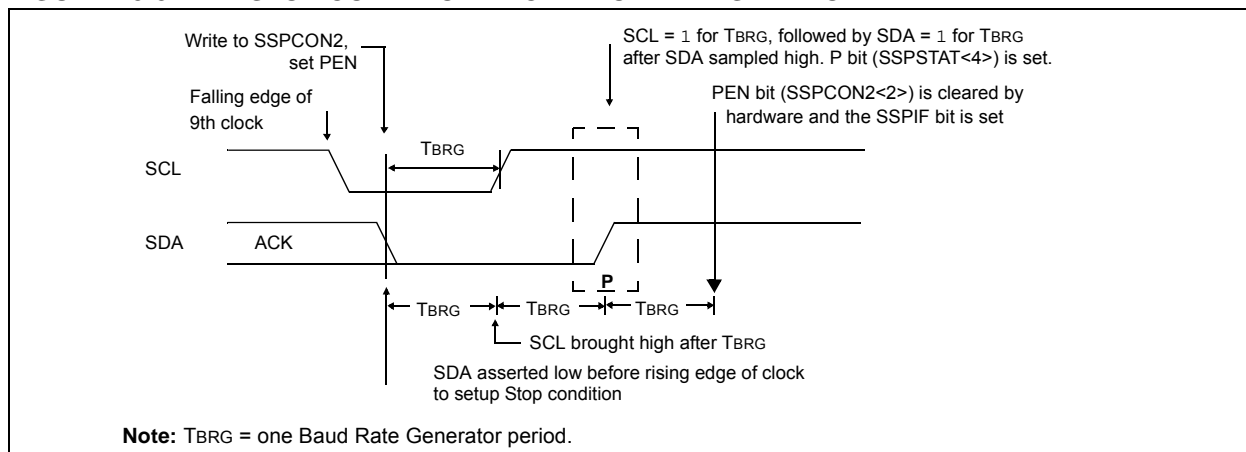 Write to SSPCON2,
set PEN
SCL = 1 for TBRG, followed by SDA = 1 for TBRG
after SDA sampled high. P bit (SSPSTAT<4>) is set.
Falling edge of
9th clock
PEN bit (SSPCON2<2>) is cleared by
hardware and the SSPIF bit is set
TBRG
SCL
SDA
ACK
P
TBRG
TBRG
TBRG
SCL brought high after TBRG
SDA asserted low before rising edge of clock
to setup Stop condition
Note: TBRG = one Baud Rate Generator period.